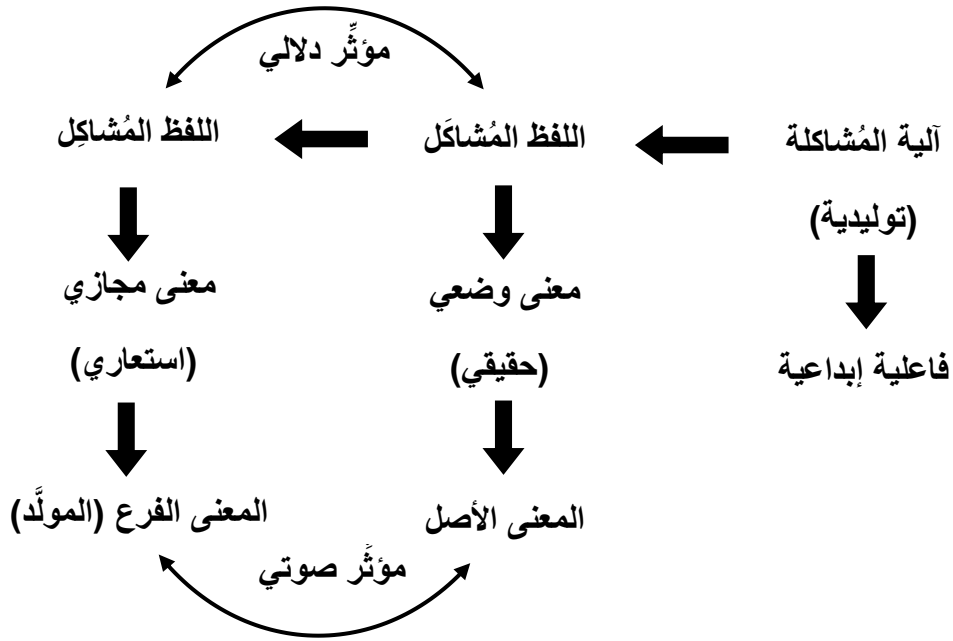 مؤثِّر دلالي
آلية المُشاكلة
اللفظ المُشاكَل
اللفظ المُشاكِل
(توليدية)
معنى وضعي
معنى مجازي
فاعلية إبداعية
(حقيقي)
(استعاري)
المعنى الأصل
المعنى الفرع (المولَّد)
مؤثِّر صوتي